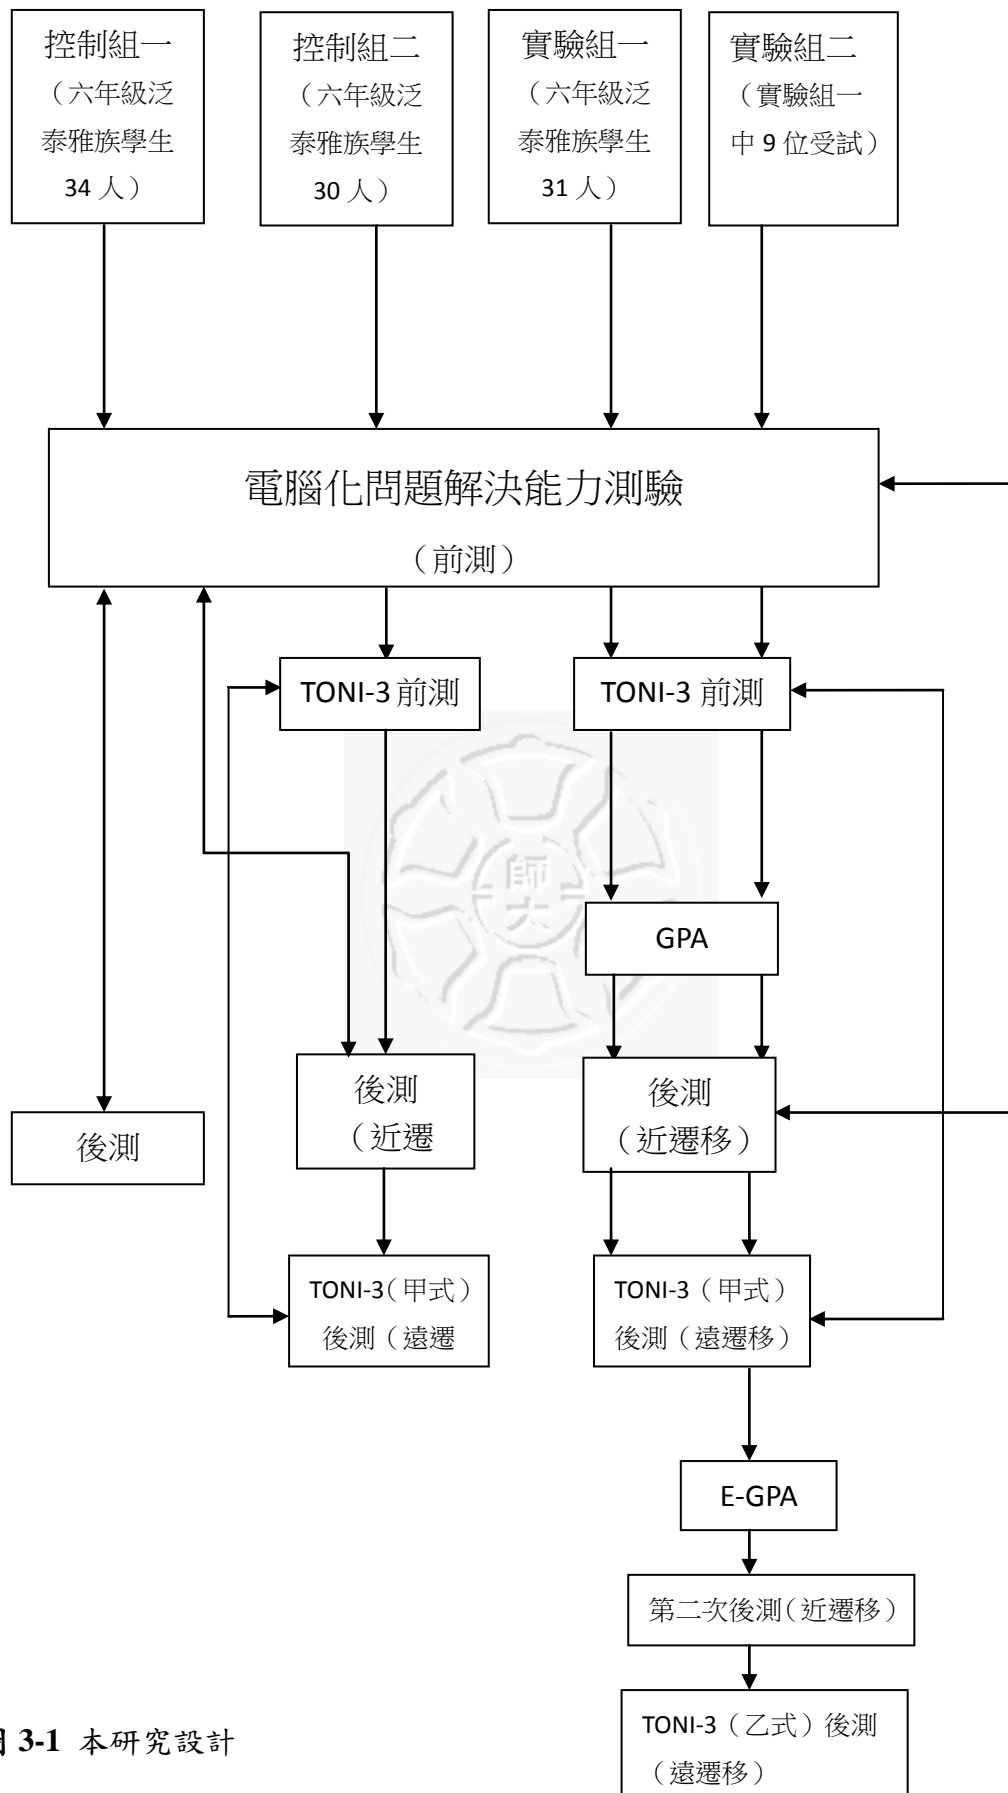 控制組一
（六年級泛
泰雅族學生
34 人）
控制組二
（六年級泛
泰雅族學生
30 人）
實驗組一
（六年級泛
泰雅族學生
31 人）
實驗組二
（實驗組一
中 9 位受試）
電腦化問題解決能力測驗
（前測）
TONI-3 前測
TONI-3 前測
師大
GPA
後測
（近遷
後測
（近遷移）
後測
TONI-3（甲式）
後測（遠遷
TONI-3（甲式）
後測（遠遷移）
E-GPA
第二次後測（近遷移）
TONI-3（乙式）後測
（遠遷移）
3-1 本研究設計